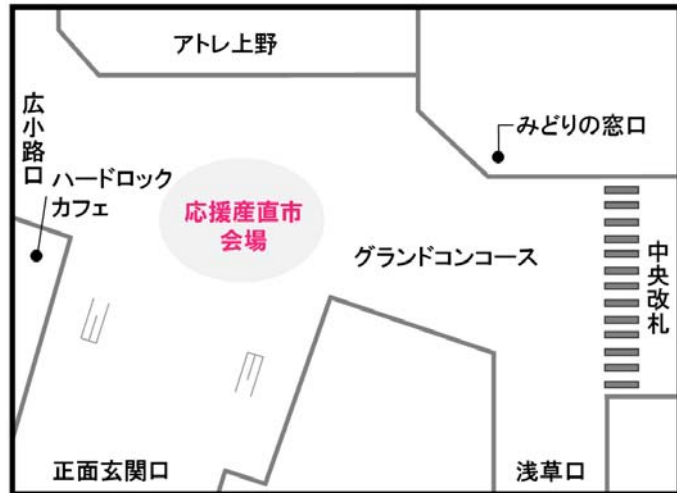 アトレ上野
みどりの窓口
広小路口
ハードロック
カフェ
応援産直市
会場
グランドコンコース
中央改札
正面玄関口
浅草口